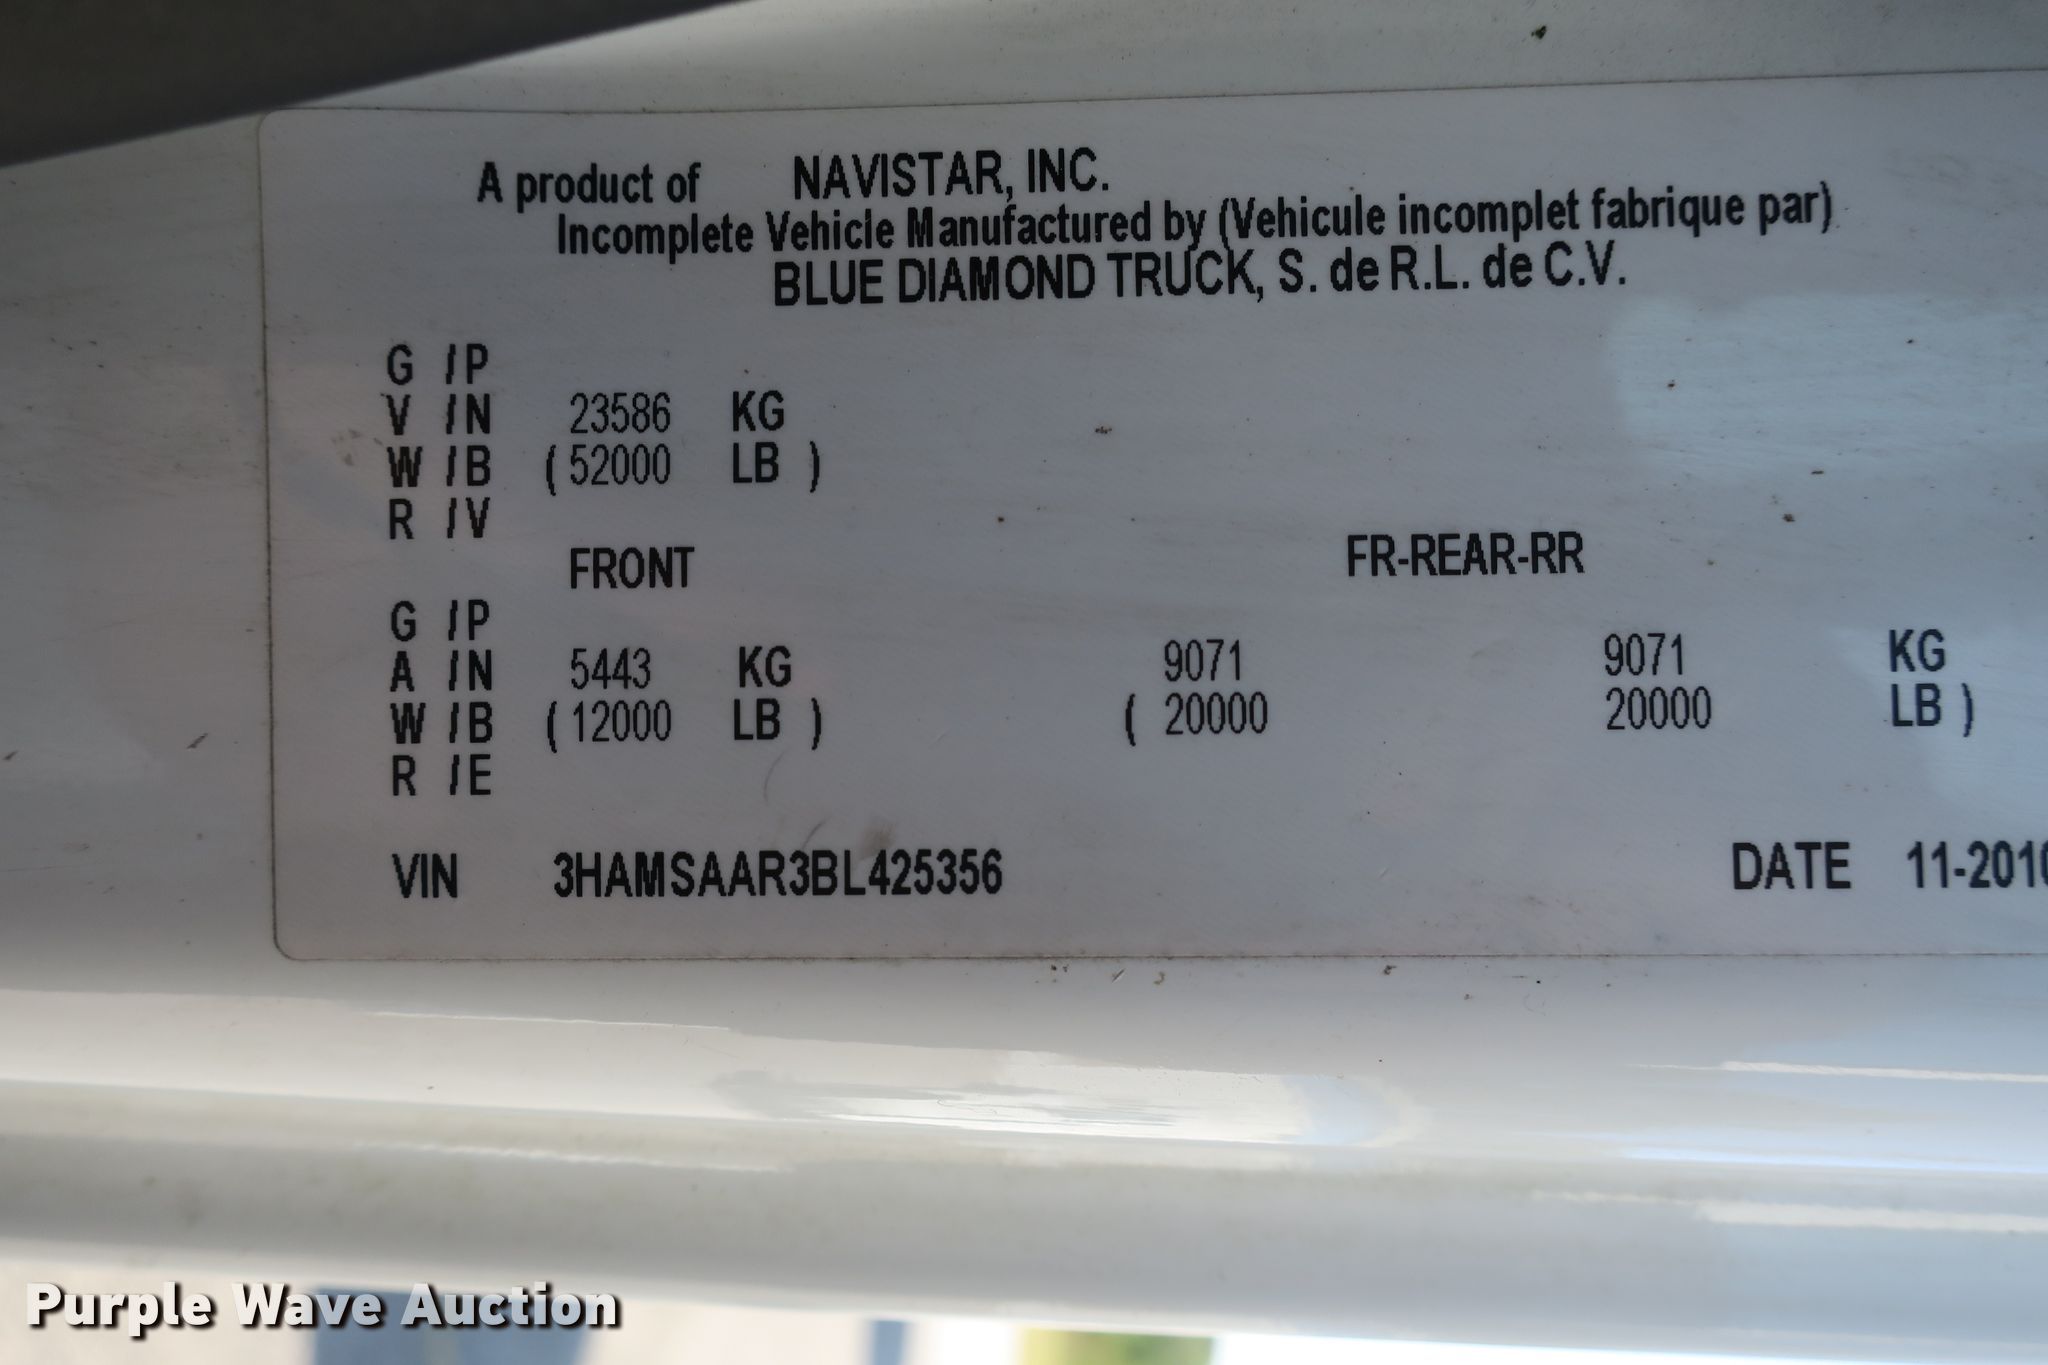 A product of NAVISTAR, INC.
Incomplete Vehicle Manufactured by (Vehicule incomplet fabrique par)
BLUE DIAMOND TRUCK, S. de R.L. de C.V.
G /P
V /N 23586 KG
W /B ( 52000 LB )
R /V
FRONT FR-REAR-RR
G /P
A /N 5443 KG 9071 9071 KG
W /B ( 12000 LB ) ( 20000 20000 LB )
R /E
VIN 3HAMSAAR3BL425356 DATE 11-2010
Purple Wave Auction